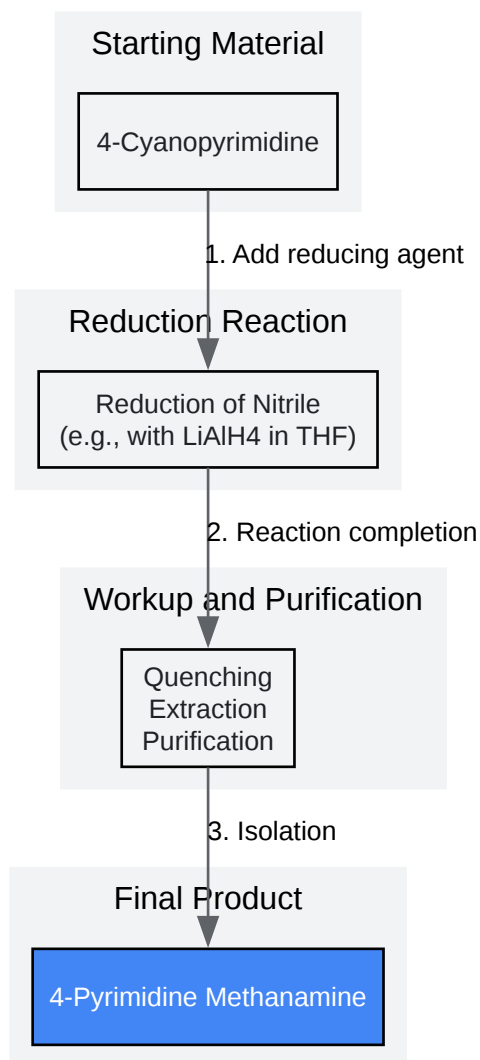 Starting Material
4-Cyanopyrimidine
1. Add reducing agent
Reduction Reaction
Reduction of Nitrile
(e.g., with LiAlH4 in THF)
2. Reaction completion
Workup and Purification
Quenching
Extraction
Purification
3. Isolation
Final Product
4-Pyrimidine Methanamine